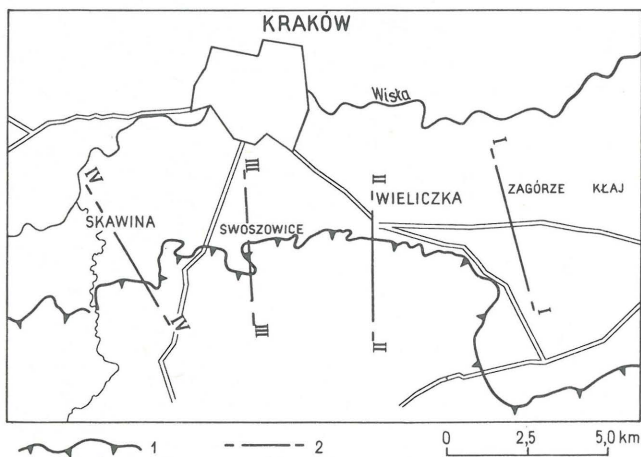 KRAKÓW
Wisła
I
III
II
IV
ZAGÓRZE KŁAJ
WIELICZKA
SKAWINA
SWOSZOWICE
I
III
IV
II
1
2
0 2,5 5,0 km